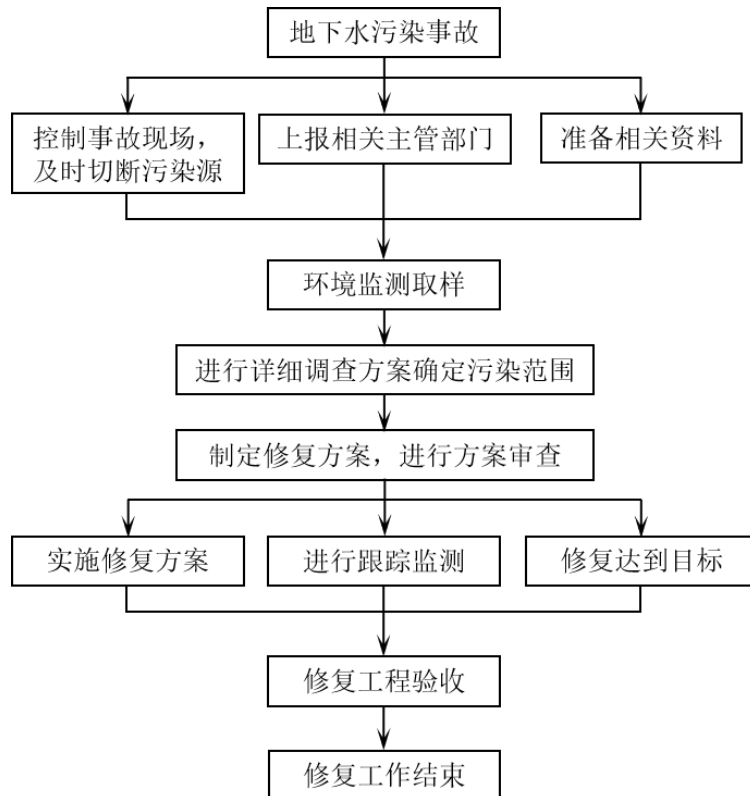 地下水污染事故
控制事故现场,
及时切断污染源
上报相关主管部门
准备相关资料
环境监测取样
进行详细调查方案确定污染范围
制定修复方案，进行方案审查
实施修复方案
进行跟踪监测
修复达到目标
修复工程验收
修复工作结束